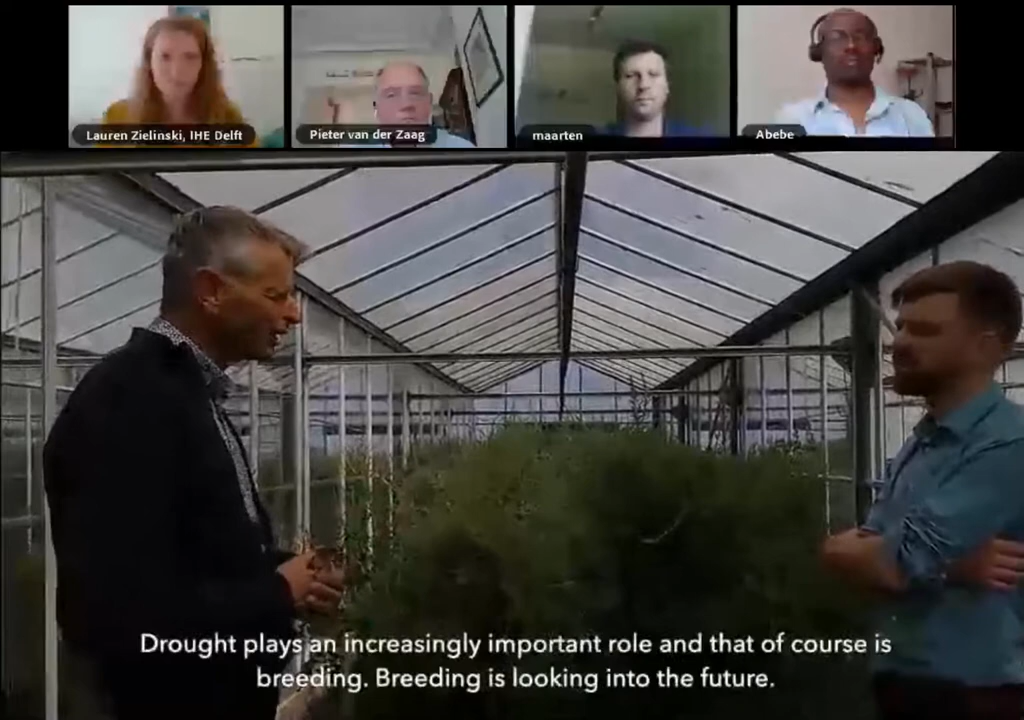 Lauren Zielinski, IHE Delft
Pieter van der Zaag
maarten
Abebe
Drought plays an increasingly important role and that of course is
breeding. Breeding is looking into the future.